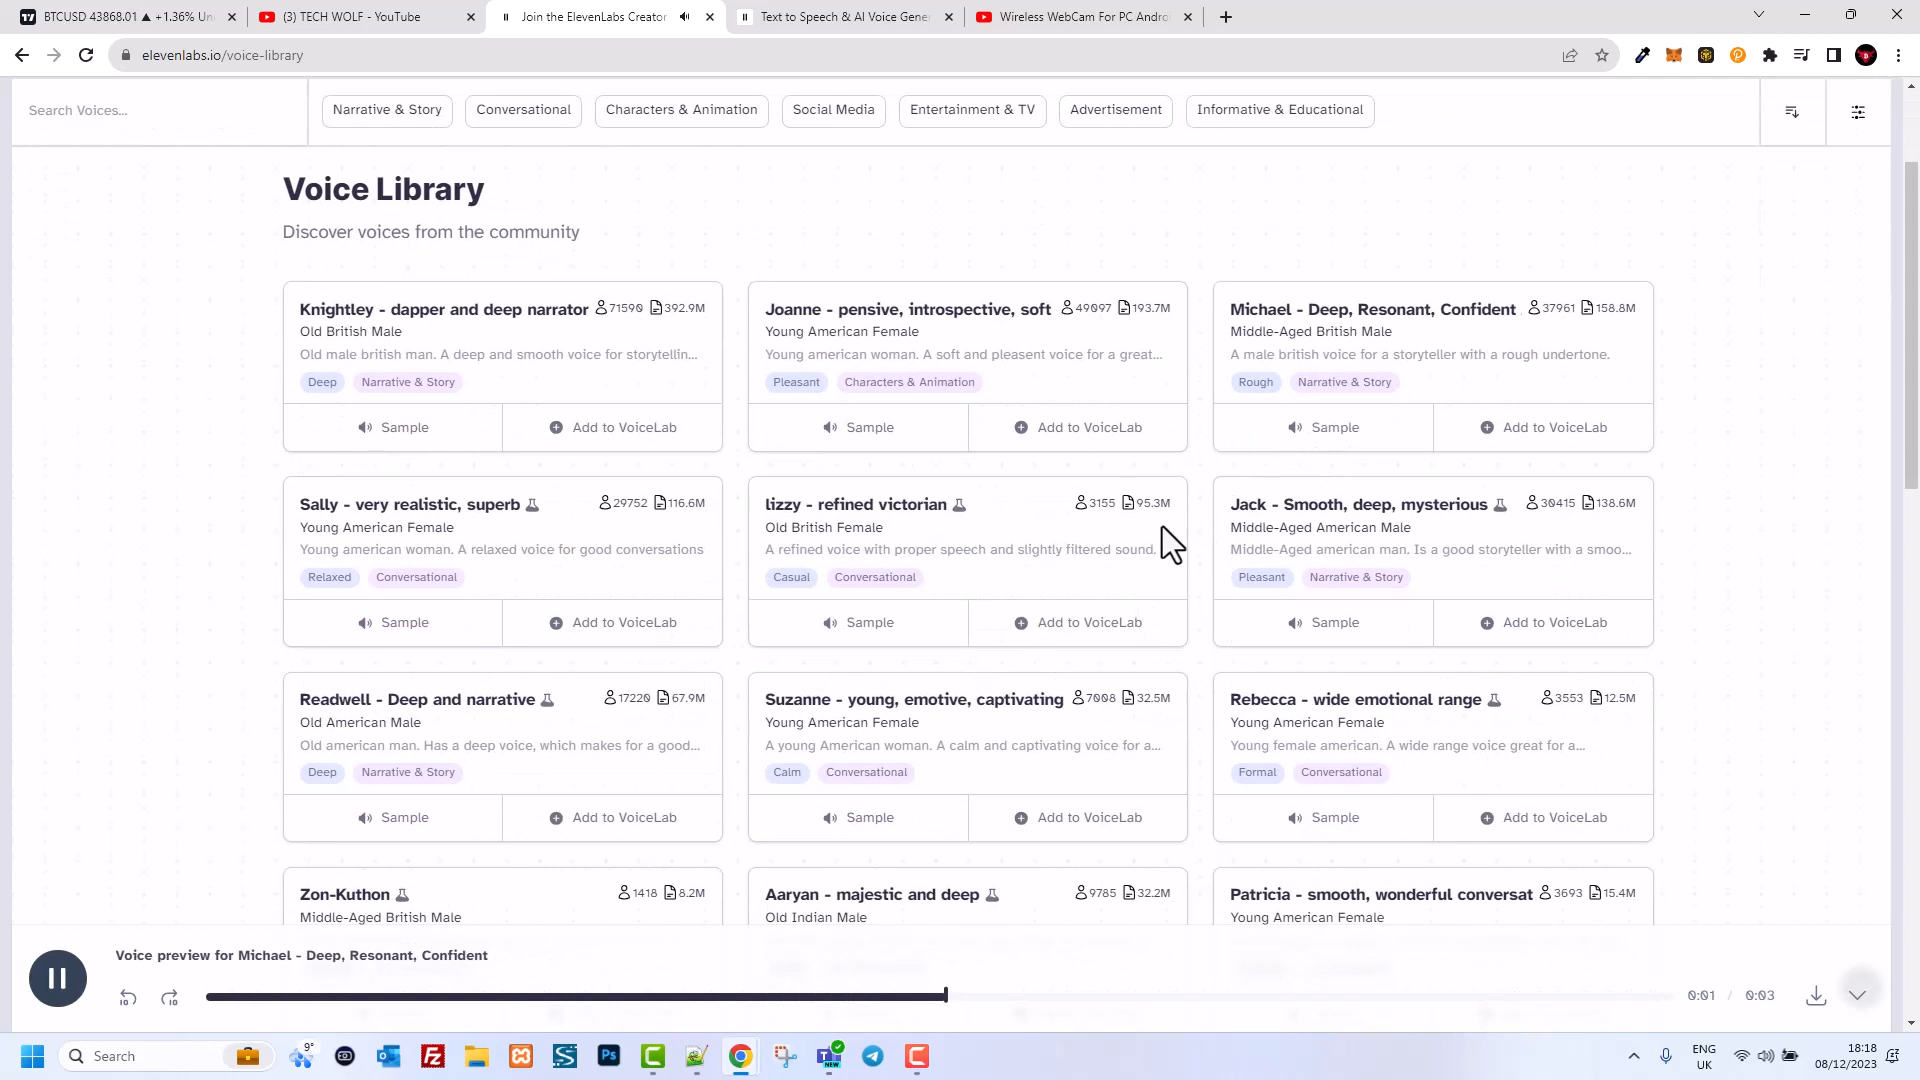 BTCUSD 43868.01 ▲ +1.36% Un
(3) TECH WOLF - YouTube
Join the ElevenLabs Creator
Text to Speech & AI Voice Gene
Wireless WebCam For PC Andro
elevenlabs.io/voice-library
Search Voices...
Narrative & Story
Conversational
Characters & Animation
Social Media
Entertainment & TV
Advertisement
Informative & Educational
Voice Library
Discover voices from the community
Knightley - dapper and deep narrator 71590 392.9M
Old British Male
Old male british man. A deep and smooth voice for storytellin...
Deep Narrative & Story
Sample Add to VoiceLab
Joanne - pensive, introspective, soft 49097 193.7M
Young American Female
Young american woman. A soft and pleasent voice for a great...
Pleasant Characters & Animation
Sample Add to VoiceLab
Michael - Deep, Resonant, Confident 37961 158.8M
Middle-Aged British Male
A male british voice for a storyteller with a rough undertone.
Rough Narrative & Story
Sample Add to VoiceLab
Sally - very realistic, superb 29752 116.6M
Young American Female
Young american woman. A relaxed voice for good conversations
Relaxed Conversational
Sample Add to VoiceLab
lizzy - refined victorian 3155 95.3M
Old British Female
A refined voice with proper speech and slightly filtered sound.
Casual Conversational
Sample Add to VoiceLab
Jack - Smooth, deep, mysterious 30415 138.6M
Middle-Aged American Male
Middle-Aged american man. Is a good storyteller with a smoo...
Pleasant Narrative & Story
Sample Add to VoiceLab
Readwell - Deep and narrative 17220 67.9M
Old American Male
Old american man. Has a deep voice, which makes for a good...
Deep Narrative & Story
Sample Add to VoiceLab
Suzanne - young, emotive, captivating 7008 32.5M
Young American Female
A young American woman. A calm and captivating voice for a...
Calm Conversational
Sample Add to VoiceLab
Rebecca - wide emotional range 3553 12.5M
Young American Female
Young female american. A wide range voice great for a...
Formal Conversational
Sample Add to VoiceLab
Zon-Kuthon 1418 8.2M
Middle-Aged British Male
Aaryan - majestic and deep 9785 32.2M
Old Indian Male
Patricia - smooth, wonderful conversat 3693 15.4M
Young American Female
Voice preview for Michael - Deep, Resonant, Confident
10 10 0:01 / 0:03
9°
Search
NEW
ENG
UK
18:18
08/12/2023